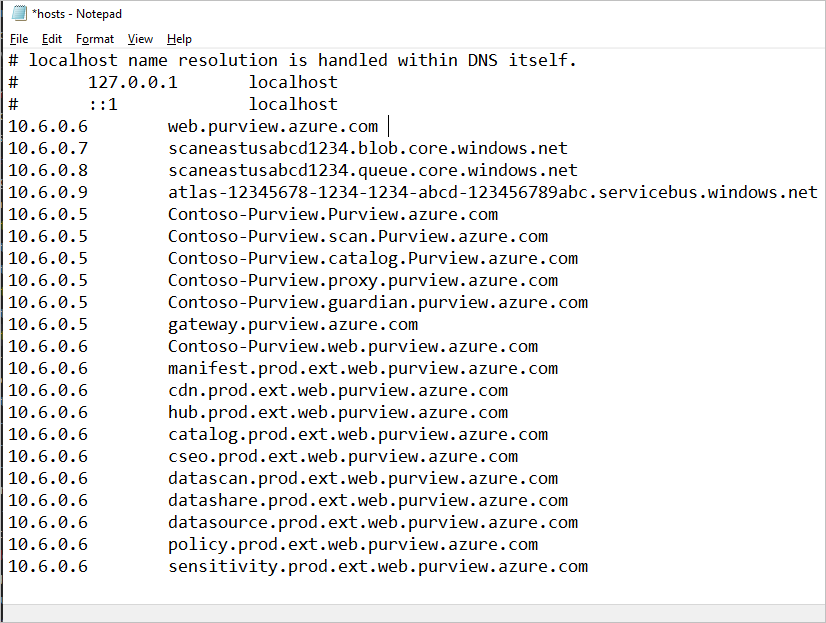 *hosts - Notepad
File Edit Format View Help
# localhost name resolution is handled within DNS itself.
# 127.0.0.1 localhost
# ::1 localhost
10.6.0.6 web.purview.azure.com
10.6.0.7 scaneastusabcd1234.blob.core.windows.net
10.6.0.8 scaneastusabcd1234.queue.core.windows.net
10.6.0.9 atlas-12345678-1234-1234-abcd-123456789abc.servicebus.windows.net
10.6.0.5 Contoso-Purview.Purview.azure.com
10.6.0.5 Contoso-Purview.scan.Purview.azure.com
10.6.0.5 Contoso-Purview.catalog.Purview.azure.com
10.6.0.5 Contoso-Purview.proxy.purview.azure.com
10.6.0.5 Contoso-Purview.guardian.purview.azure.com
10.6.0.5 gateway.purview.azure.com
10.6.0.6 Contoso-Purview.web.purview.azure.com
10.6.0.6 manifest.prod.ext.web.purview.azure.com
10.6.0.6 cdn.prod.ext.web.purview.azure.com
10.6.0.6 hub.prod.ext.web.purview.azure.com
10.6.0.6 catalog.prod.ext.web.purview.azure.com
10.6.0.6 cseo.prod.ext.web.purview.azure.com
10.6.0.6 datascan.prod.ext.web.purview.azure.com
10.6.0.6 datashare.prod.ext.web.purview.azure.com
10.6.0.6 datasource.prod.ext.web.purview.azure.com
10.6.0.6 policy.prod.ext.web.purview.azure.com
10.6.0.6 sensitivity.prod.ext.web.purview.azure.com